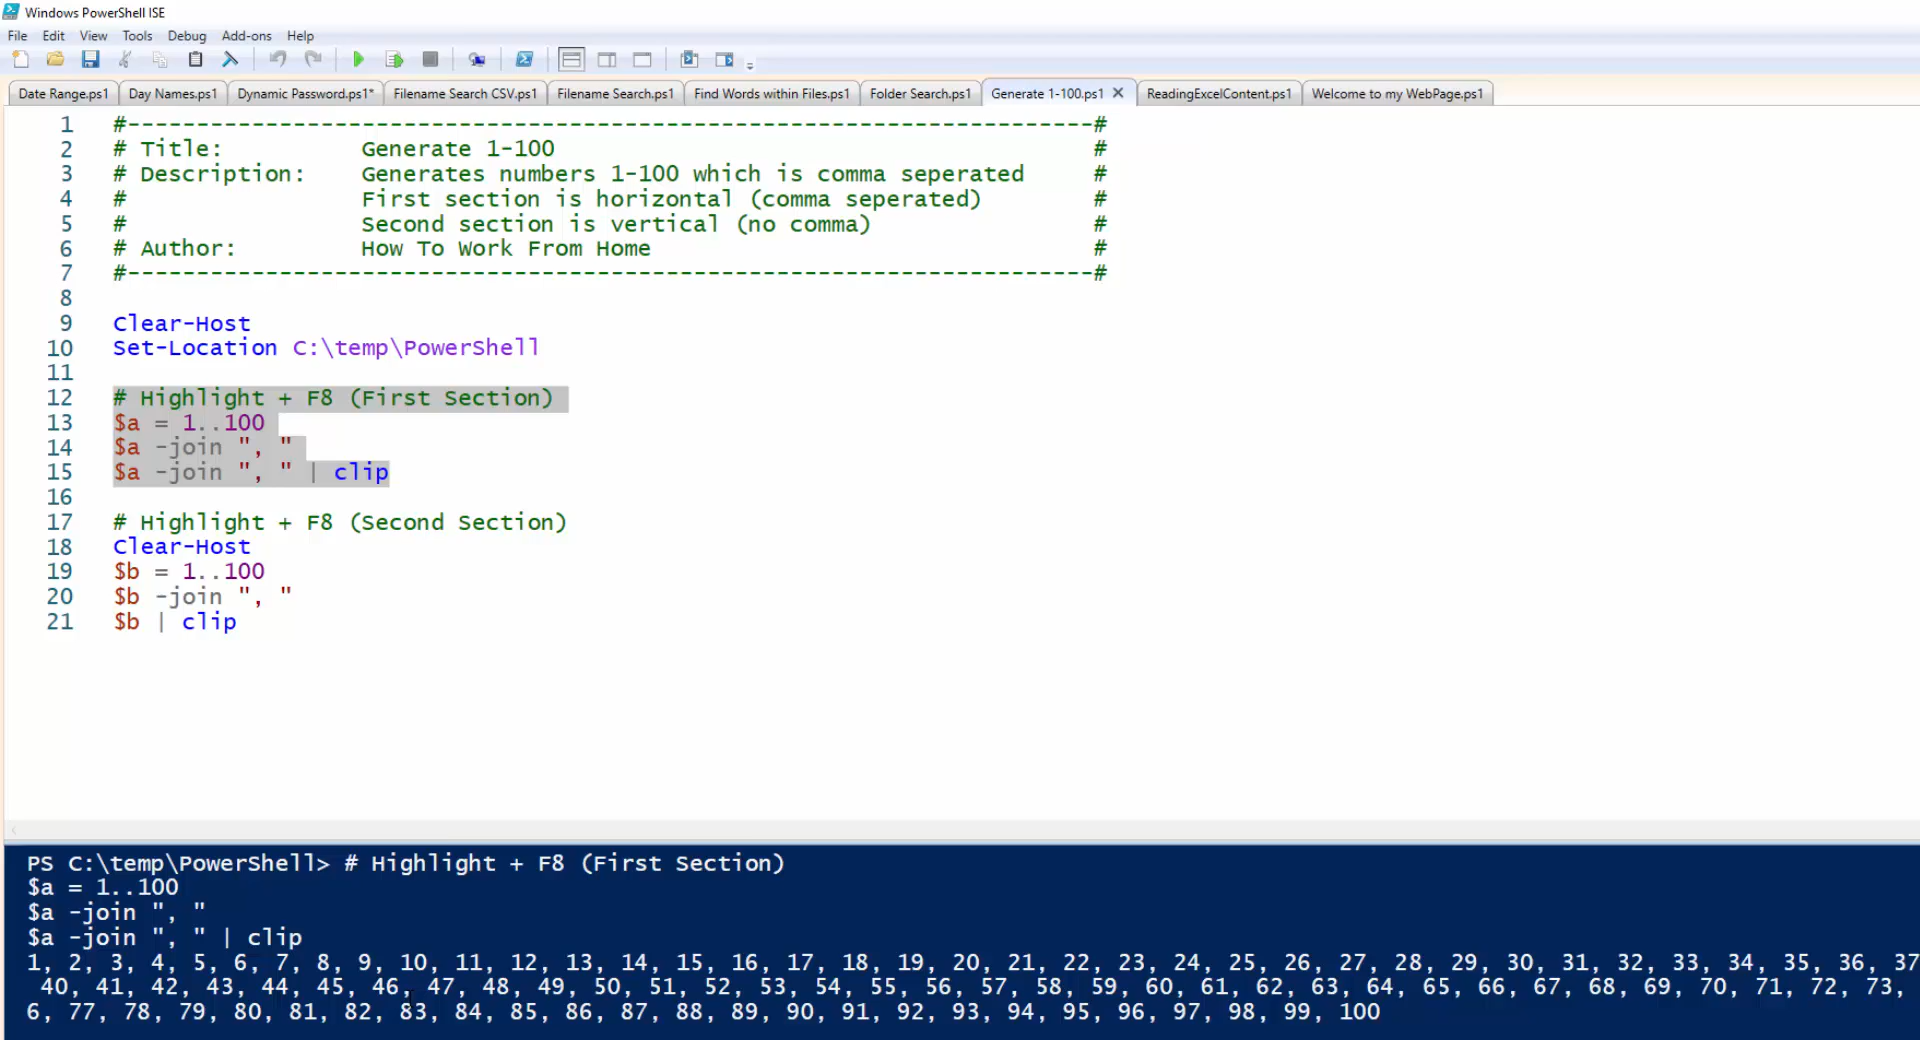 Windows PowerShell ISE
File Edit View Tools Debug Add-ons Help
Date Range.ps1 Day Names.ps1 Dynamic Password.ps1* Filename Search CSV.ps1 Filename Search.ps1 Find Words within Files.ps1 Folder Search.ps1 Generate 1-100.ps1 ReadingExcelContent.ps1 Welcome to my WebPage.ps1
1 #----------------------------------------------------------------------#
2 # Title: Generate 1-100 #
3 # Description: Generates numbers 1-100 which is comma seperated #
4 # First section is horizontal (comma seperated) #
5 # Second section is vertical (no comma) #
6 # Author: How To Work From Home #
7 #----------------------------------------------------------------------#
8
9 Clear-Host
10 Set-Location C:\temp\PowerShell
11
12 # Highlight + F8 (First Section)
13 $a = 1..100
14 $a -join ", "
15 $a -join ", " | clip
16
17 # Highlight + F8 (Second Section)
18 Clear-Host
19 $b = 1..100
20 $b -join ", "
21 $b | clip
PS C:\temp\PowerShell> # Highlight + F8 (First Section)
$a = 1..100
$a -join ", "
$a -join ", " | clip
1, 2, 3, 4, 5, 6, 7, 8, 9, 10, 11, 12, 13, 14, 15, 16, 17, 18, 19, 20, 21, 22, 23, 24, 25, 26, 27, 28, 29, 30, 31, 32, 33, 34, 35, 36, 37
40, 41, 42, 43, 44, 45, 46, 47, 48, 49, 50, 51, 52, 53, 54, 55, 56, 57, 58, 59, 60, 61, 62, 63, 64, 65, 66, 67, 68, 69, 70, 71, 72, 73,
6, 77, 78, 79, 80, 81, 82, 83, 84, 85, 86, 87, 88, 89, 90, 91, 92, 93, 94, 95, 96, 97, 98, 99, 100